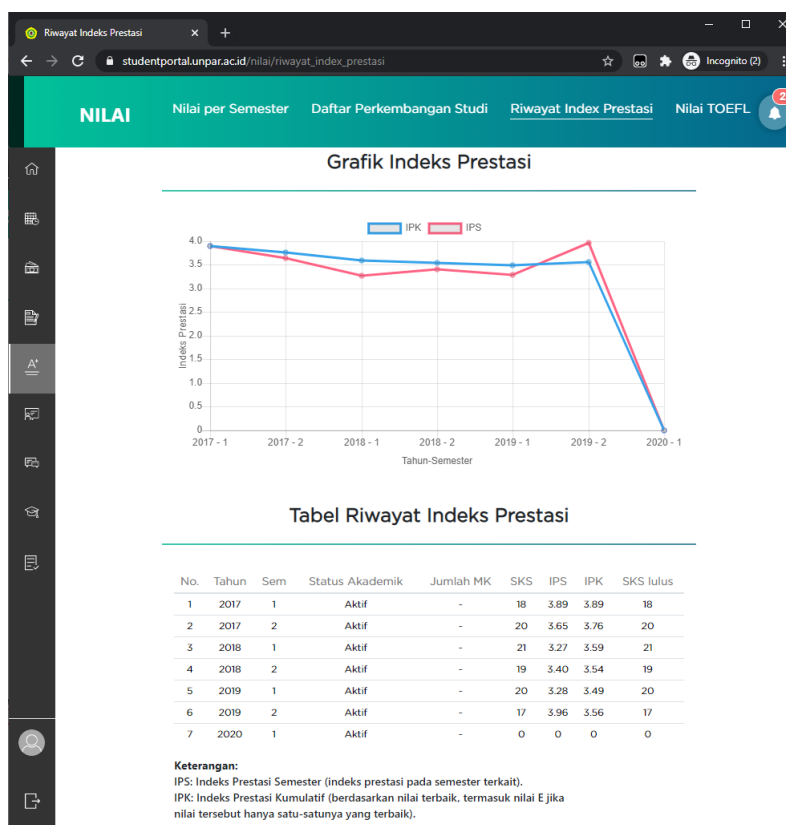 Riwayat Indeks Prestasi
studentportal.unpar.ac.id/nilai/riwayat_index_prestasi
Incognito (2)
NILAI
Nilai per Semester
Daftar Perkembangan Studi
Riwayat Index Prestasi
Nilai TOEFL
2
A+
Grafik Indeks Prestasi
IPK
IPS
4.0
3.5
3.0
2.5
2.0
1.5
1.0
0.5
0
Indeks Prestasi
2017 - 1 2017 - 2 2018 - 1 2018 - 2 2019 - 1 2019 - 2 2020 - 1
Tahun-Semester
Tabel Riwayat Indeks Prestasi
No. Tahun Sem Status Akademik Jumlah MK SKS IPS IPK SKS lulus
1 2017 1 Aktif - 18 3.89 3.89 18
2 2017 2 Aktif - 20 3.65 3.76 20
3 2018 1 Aktif - 21 3.27 3.59 21
4 2018 2 Aktif - 19 3.40 3.54 19
5 2019 1 Aktif - 20 3.28 3.49 20
6 2019 2 Aktif - 17 3.96 3.56 17
7 2020 1 Aktif - 0 0 0 0
Keterangan:
IPS: Indeks Prestasi Semester (indeks prestasi pada semester terkait).
IPK: Indeks Prestasi Kumulatif (berdasarkan nilai terbaik, termasuk nilai E jika
nilai tersebut hanya satu-satunya yang terbaik).